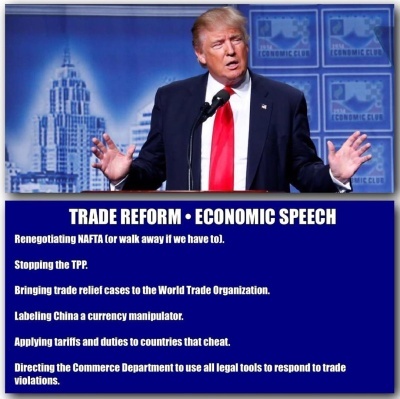 ECONOMIC CLUB
ECONOMIC CLUB
TRADE REFORM • ECONOMIC SPEECH
Renegotiating NAFTA (or walk away if we have to).
Stopping the TPP.
Bringing trade relief cases to the World Trade Organization.
Labeling China a currency manipulator.
Applying tariffs and duties to countries that cheat.
Directing the Commerce Department to use all legal tools to respond to trade
violations.